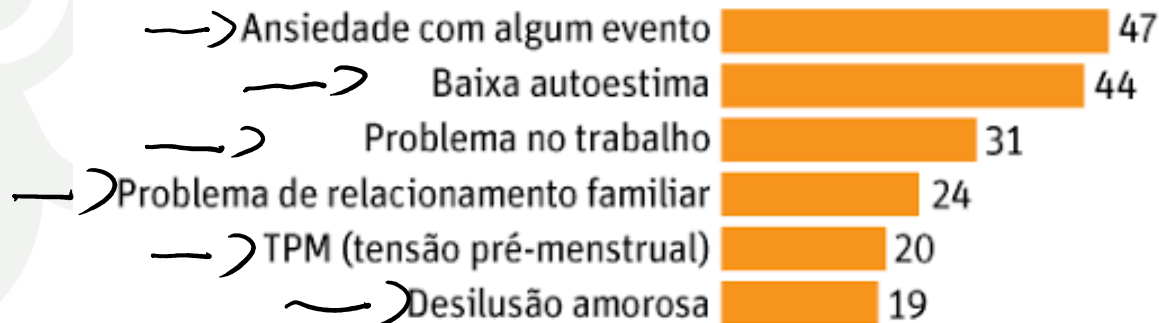 Ansiedade com algum evento 47
Baixa autoestima 44
Problema no trabalho 31
Problema de relacionamento familiar 24
TPM (tensão pré-menstrual) 20
Desilusão amorosa 19